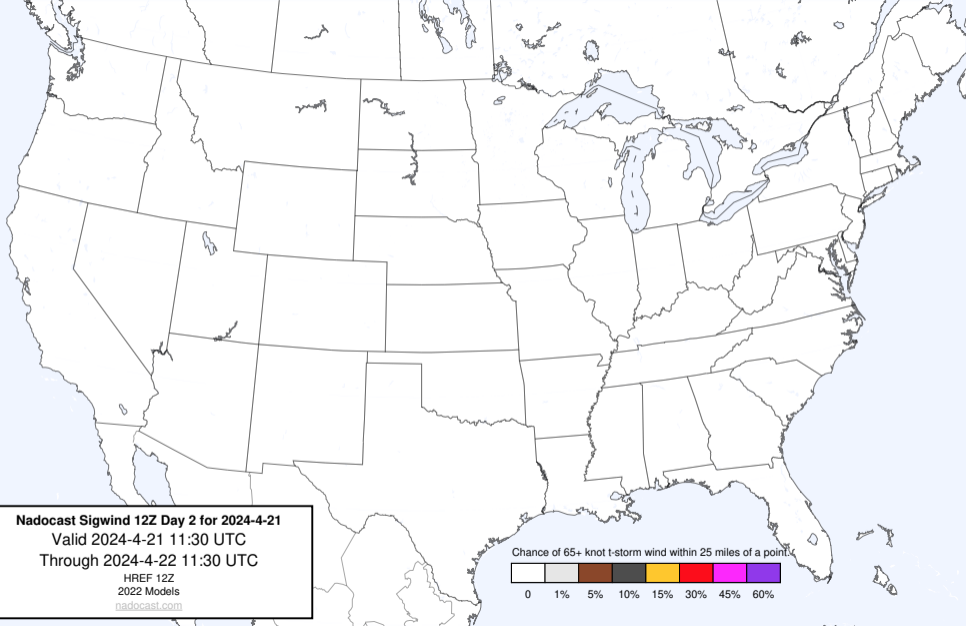 Nadocast Sigwind 12Z Day 2 for 2024-4-21
Valid 2024-4-21 11:30 UTC
Through 2024-4-22 11:30 UTC
HREF 12Z
2022 Models
nadocast.com
Chance of 65+ knot t-storm wind within 25 miles of a point.
0 1% 5% 10% 15% 30% 45% 60%